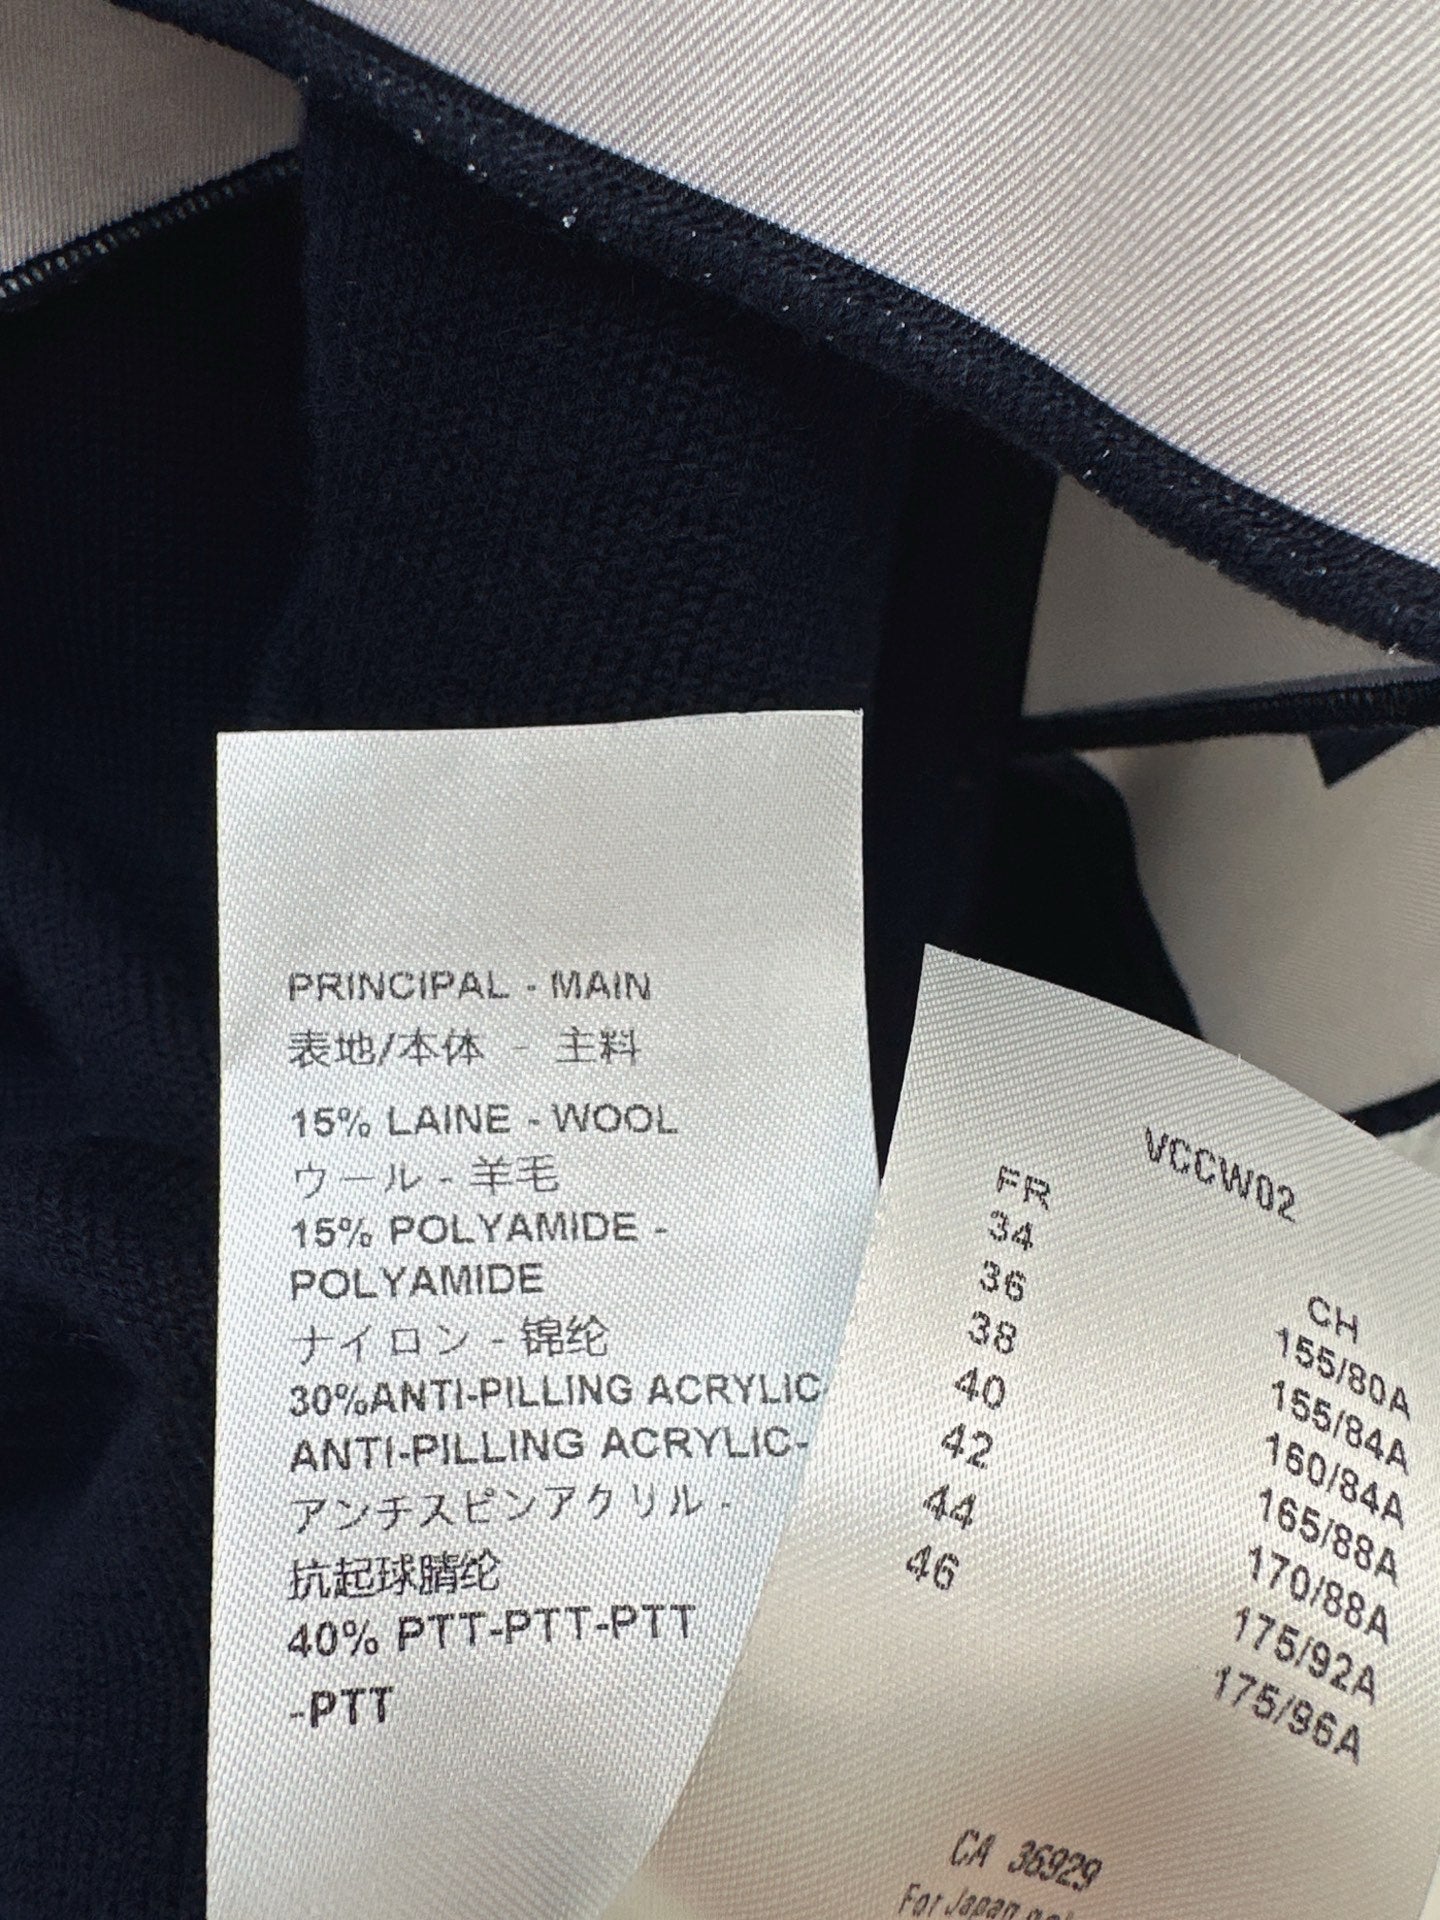 PRINCIPAL - MAIN
表地/本体 - 主料
15% LAINE - WOOL
ウール - 羊毛
15% POLYAMIDE -
POLYAMIDE
ナイロン - 锦纶
30%ANTI-PILLING ACRYLIC
ANTI-PILLING ACRYLIC-
アンチスピンアクリル -
抗起球腈纶
40% PTT-PTT-PTT
-PTT
VCCW02
FR
34
36
38
40
42
44
46
CH
155/80A
155/84A
160/84A
165/88A
170/88A
175/92A
175/96A
CA 36929
For Japan